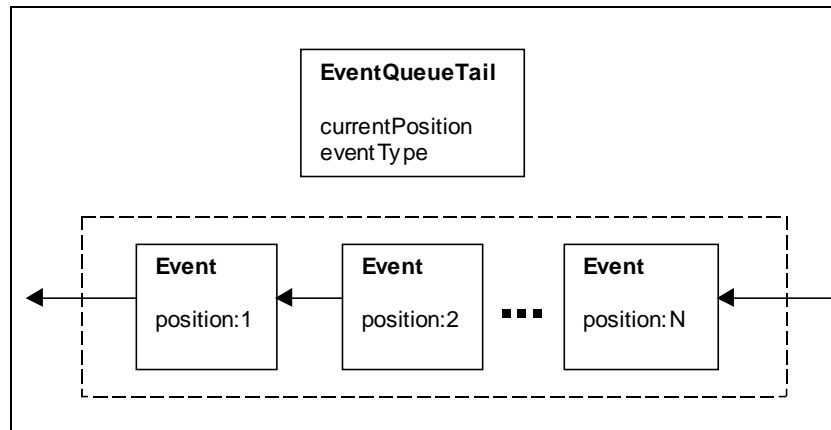 EventQueueTail
currentPosition
eventType
Event
position:1
Event
position:2
Event
position:N